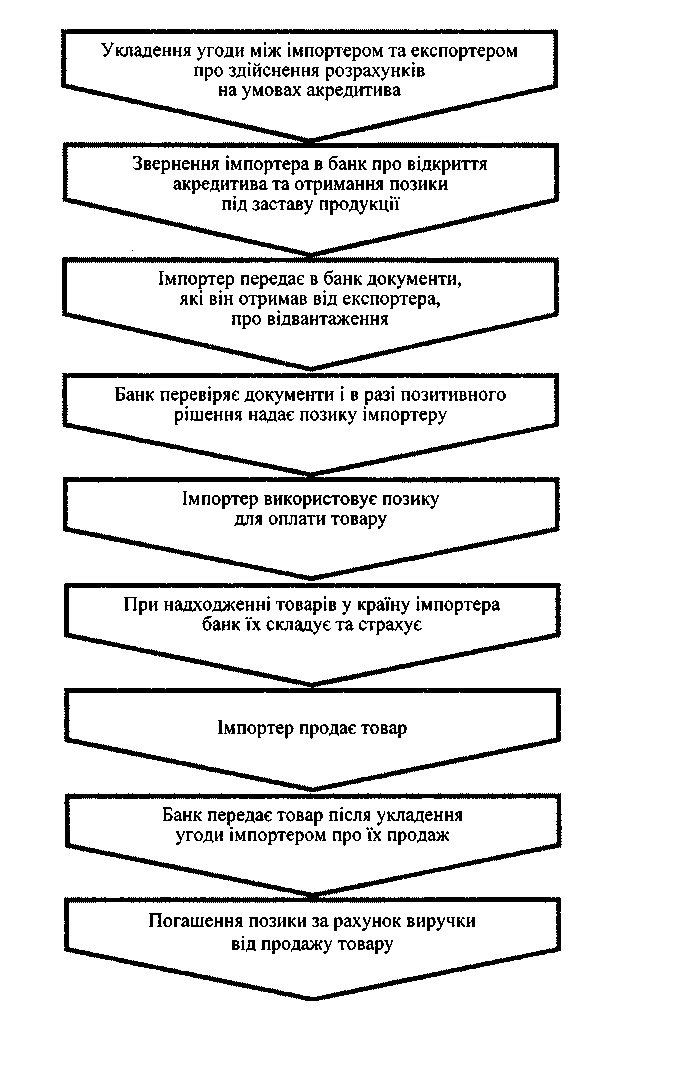 Укладення угоди між імпортером та експортером
про здійснення розрахунків
на умовах акредитива
Звернення імпортера в банк про відкриття
акредитива та отримання позики
під заставу продукції
Імпортер передає в банк документи,
які він отримав від експортера,
про відвантаження
Банк перевіряє документи і в разі позитивного
рішення надає позику імпортеру
Імпортер використовує позику
для оплати товару
При надходженні товарів у країну імпортера
банк їх складує та страхує
Імпортер продає товар
Банк передає товар після укладення
угоди імпортером про їх продаж
Погашення позики за рахунок виручки
від продажу товару